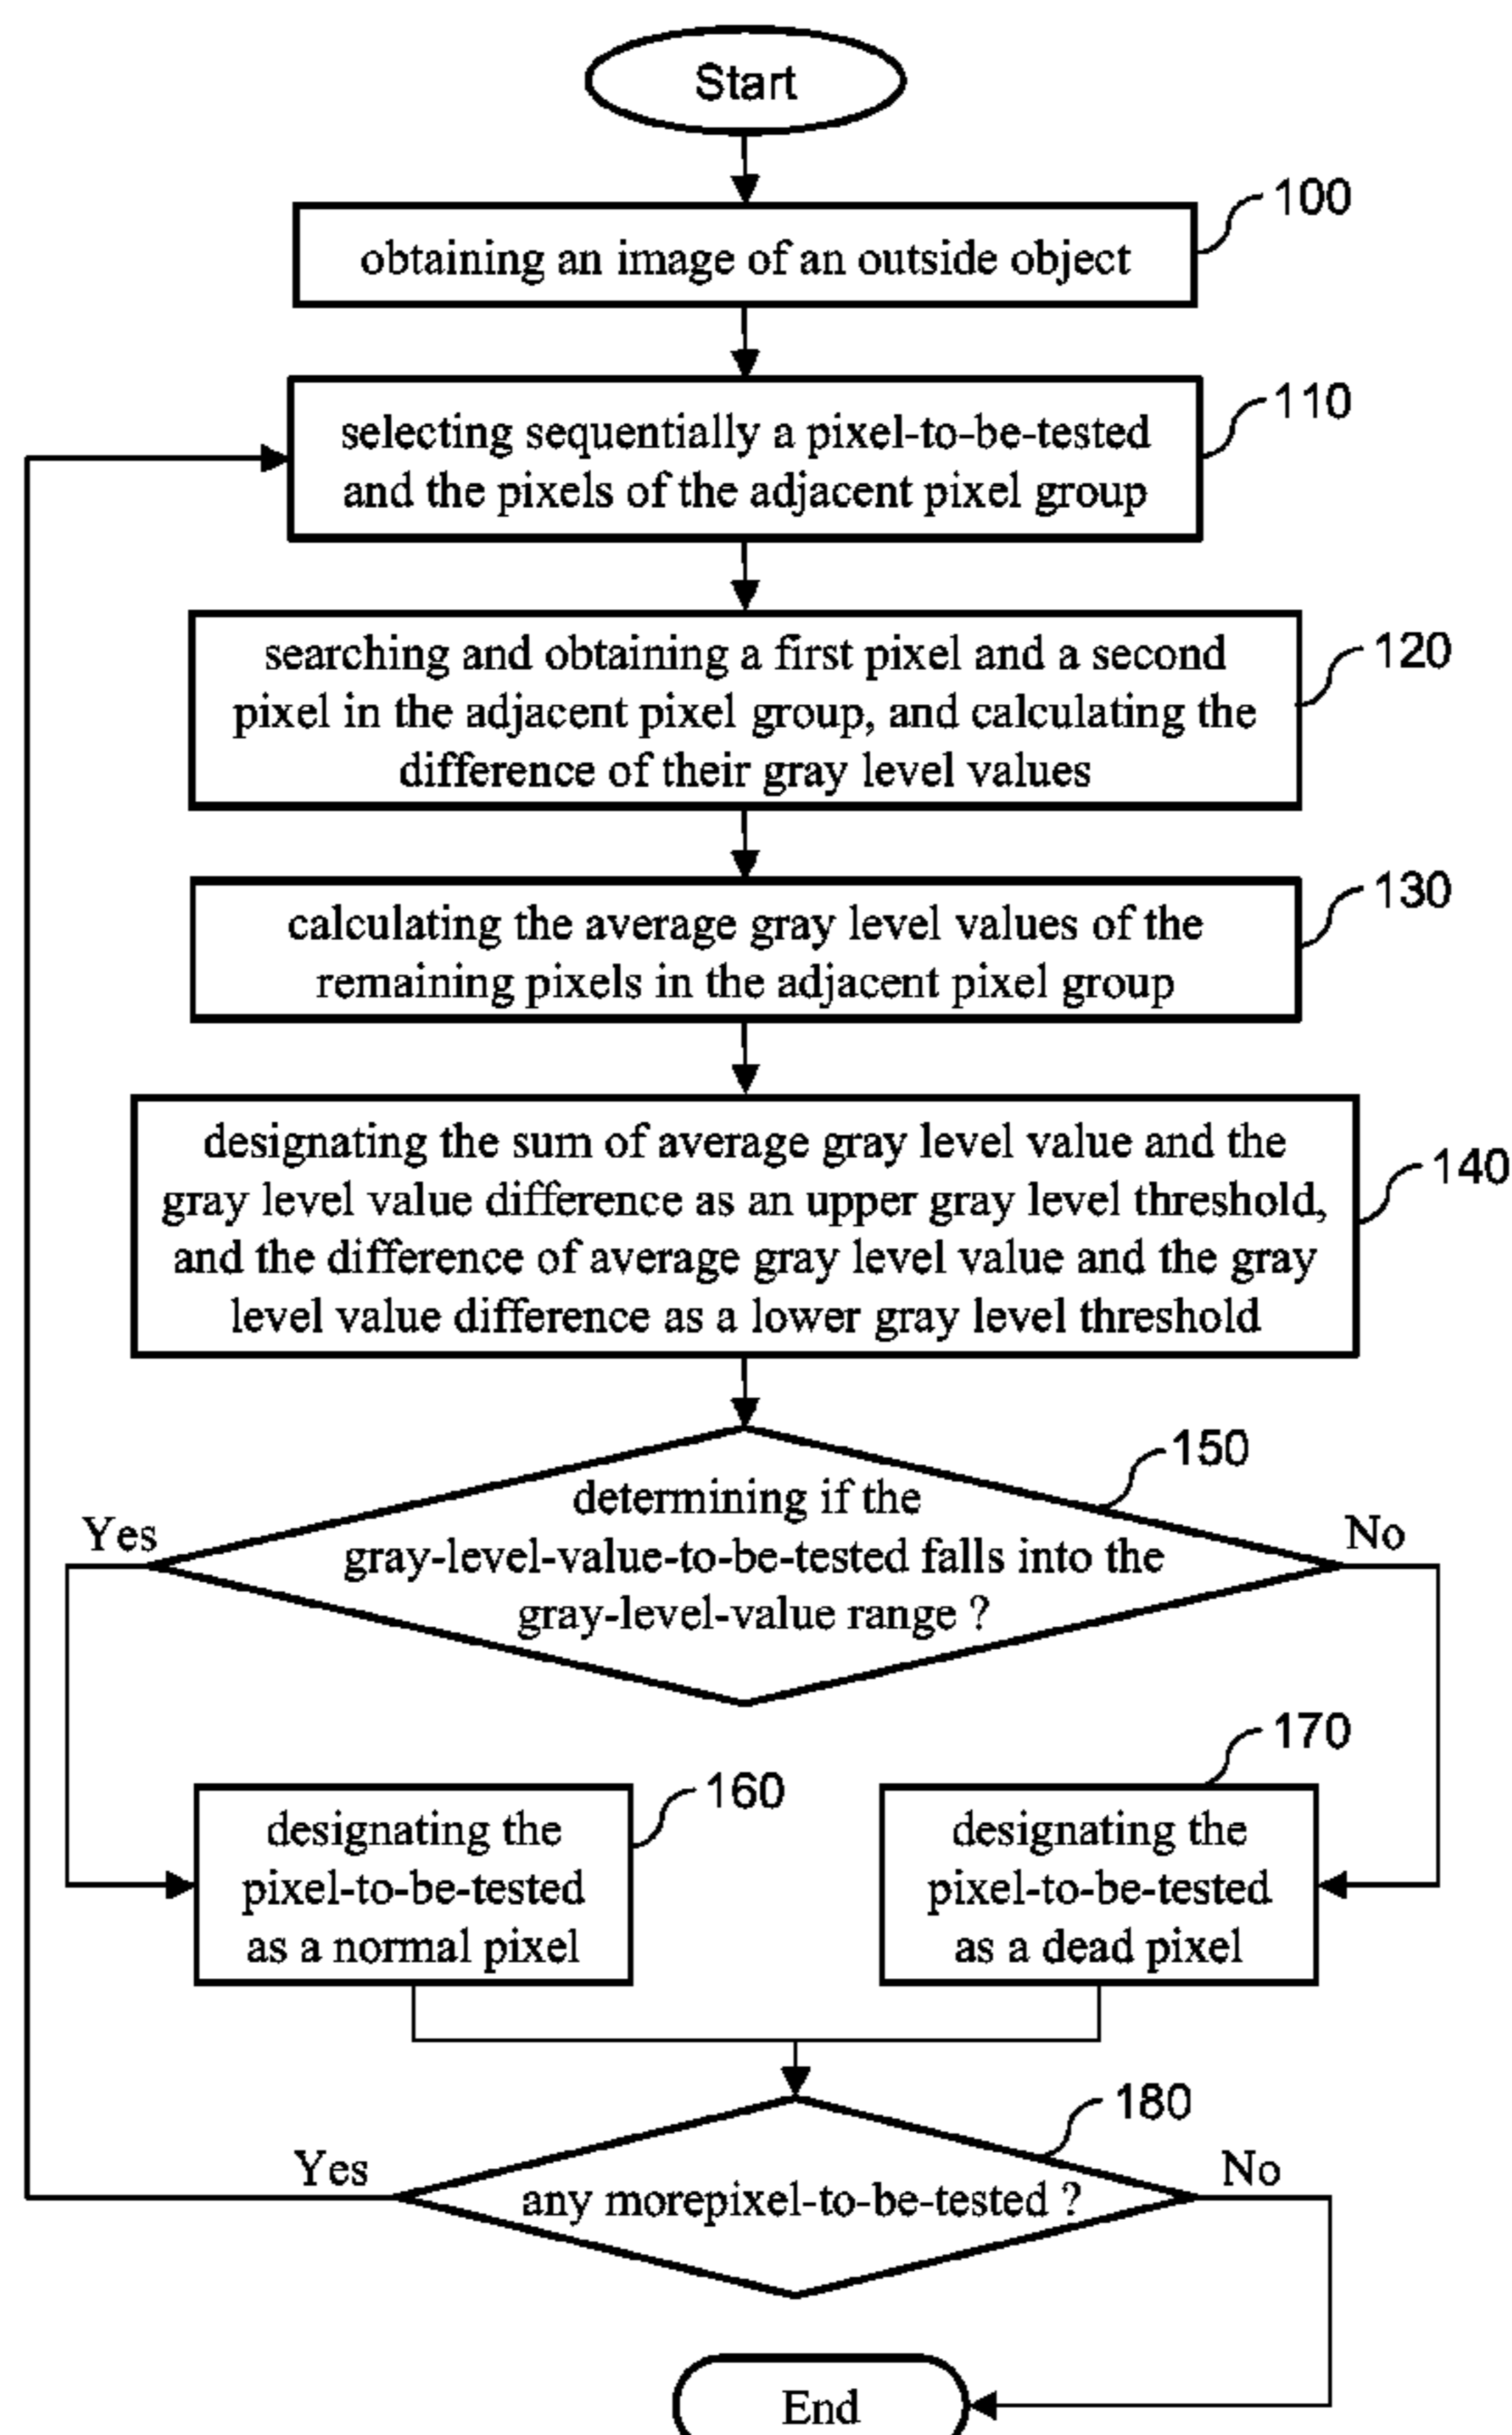 Start
100
obtaining an image of an outside object
110
selecting sequentially a pixel-to-be-tested
and the pixels of the adjacent pixel group
120
searching and obtaining a first pixel and a second
pixel in the adjacent pixel group, and calculating the
difference of their gray level values
130
calculating the average gray level values of the
remaining pixels in the adjacent pixel group
140
designating the sum of average gray level value and the
gray level value difference as an upper gray level threshold,
and the difference of average gray level value and the gray
level value difference as a lower gray level threshold
150
determining if the
gray-level-value-to-be-tested falls into the
gray-level-value range ?
Yes
No
160
designating the
pixel-to-be-tested
as a normal pixel
170
designating the
pixel-to-be-tested
as a dead pixel
180
any morepixel-to-be-tested ?
Yes
No
End